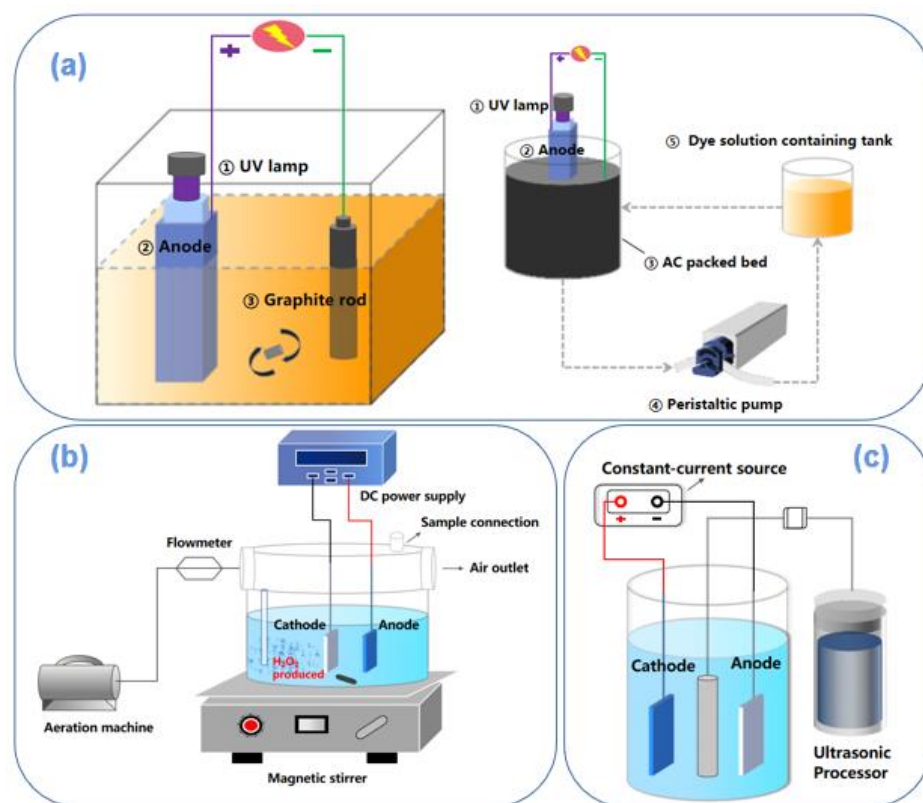 (a)
+
−
① UV lamp
② Anode
③ Graphite rod
+
−
① UV lamp
② Anode
⑤ Dye solution containing tank
③ AC packed bed
④ Peristaltic pump
(b)
DC power supply
Sample connection
Flowmeter
Air outlet
Cathode
Anode
H₂O₂
produced
Aeration machine
Magnetic stirrer
(c)
Constant-current source
+
−
Cathode
Anode
Ultrasonic
Processor